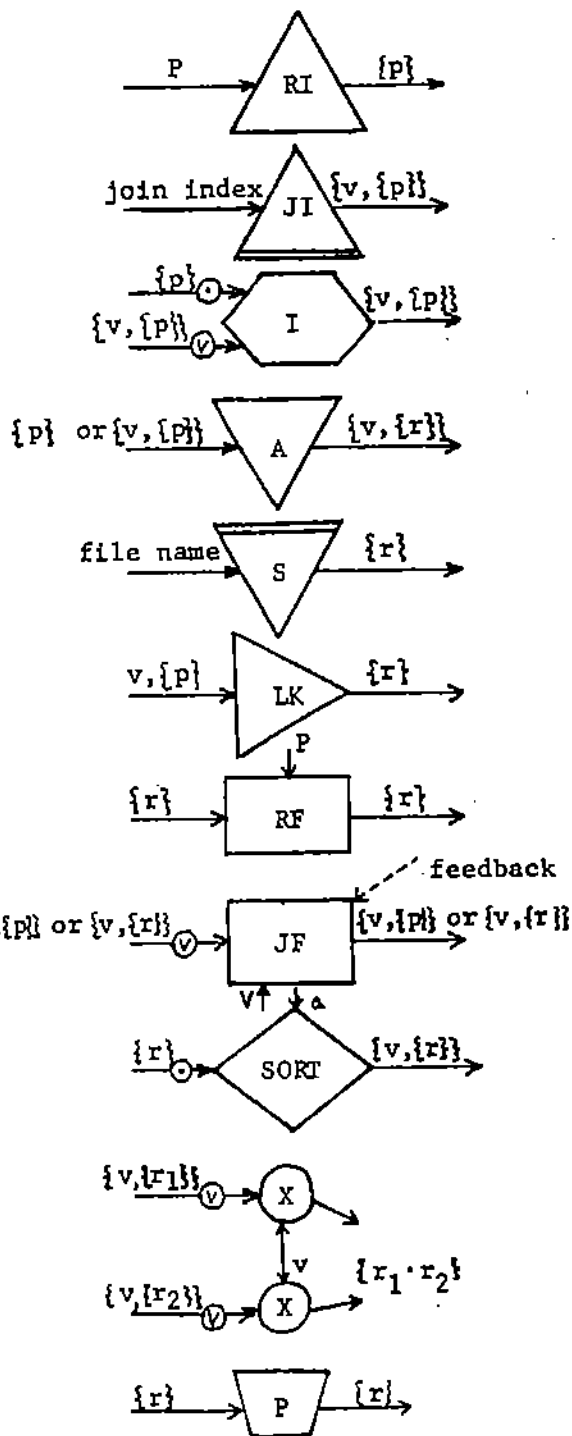 P RI {p}
join index JI {v,{p}}
{p} .
{v,{p}} v I {v,{p}}
{p} or {v,{p}} A {v,{r}}
file name S {r}
v,{p} LK {r}
P
{r} RF {r}
feedback
{p}} or {v,{r}} v JF {v,{p}} or {v,{r}}
V a
{r} . SORT {v,{r}}
{v,{r1}} v X
v
{r1·r2}
{v,{r2}} v X
{r} P {r}